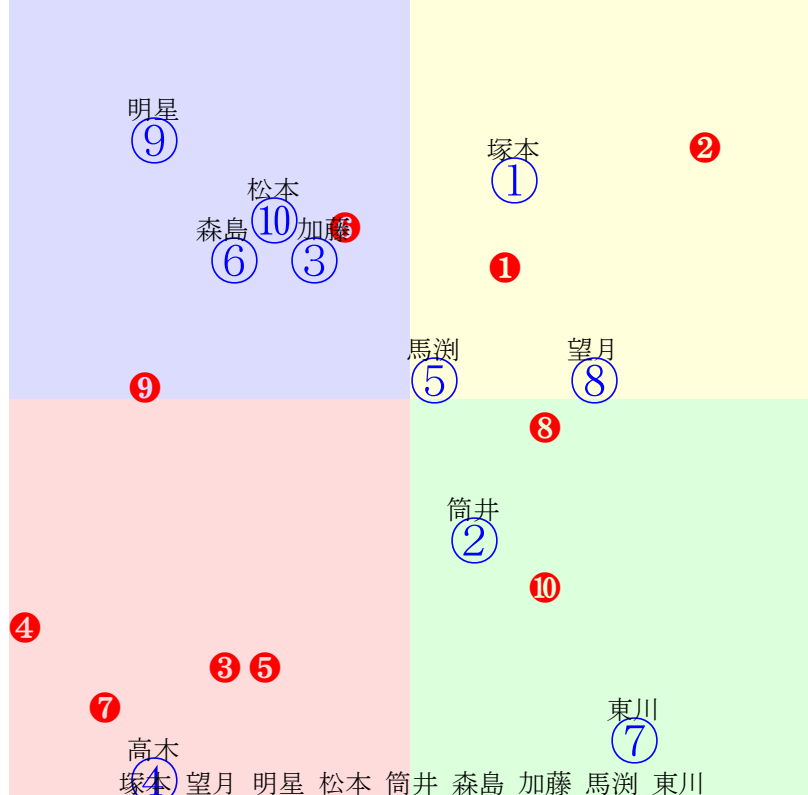 明星
⑨
塚本
①
❷
松本
⑩
森島
⑥
加藤
③
❻
❶
馬渕
⑤
望月
⑧
❾
❽
筒井
②
❿
❹
❸
❺
❼
東川
⑦
高木
④
塚本 望月 明星 松本 筒井 森島 加藤 馬渕 東川